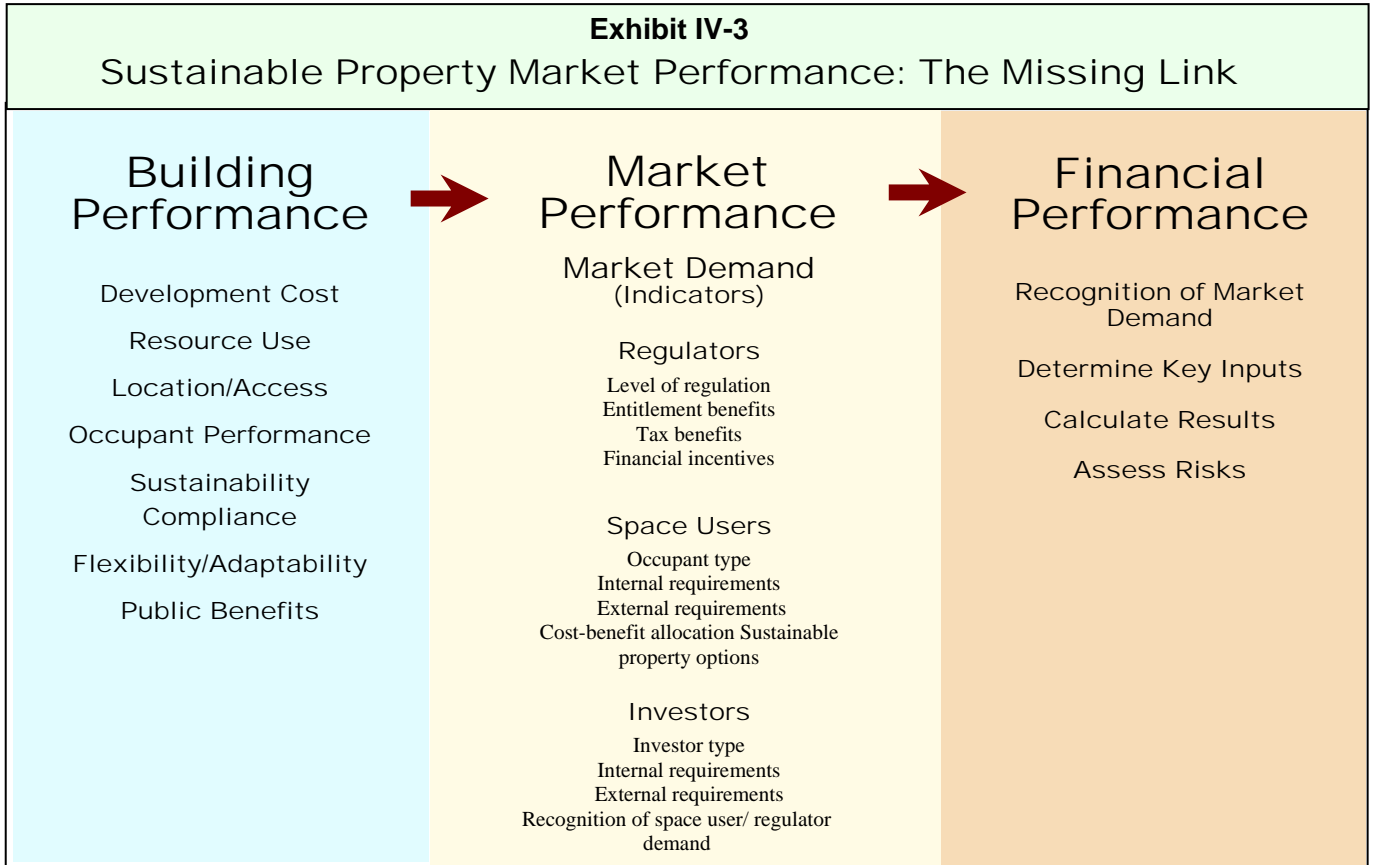 Exhibit IV-3
Sustainable Property Market Performance: The Missing Link
Building
Performance
Development Cost
Resource Use
Location/Access
Occupant Performance
Sustainability
Compliance
Flexibility/Adaptability
Public Benefits
Market
Performance
Market Demand
(Indicators)
Regulators
Level of regulation
Entitlement benefits
Tax benefits
Financial incentives
Space Users
Occupant type
Internal requirements
External requirements
Cost-benefit allocation Sustainable
property options
Investors
Investor type
Internal requirements
External requirements
Recognition of space user/ regulator
demand
Financial
Performance
Recognition of Market
Demand
Determine Key Inputs
Calculate Results
Assess Risks